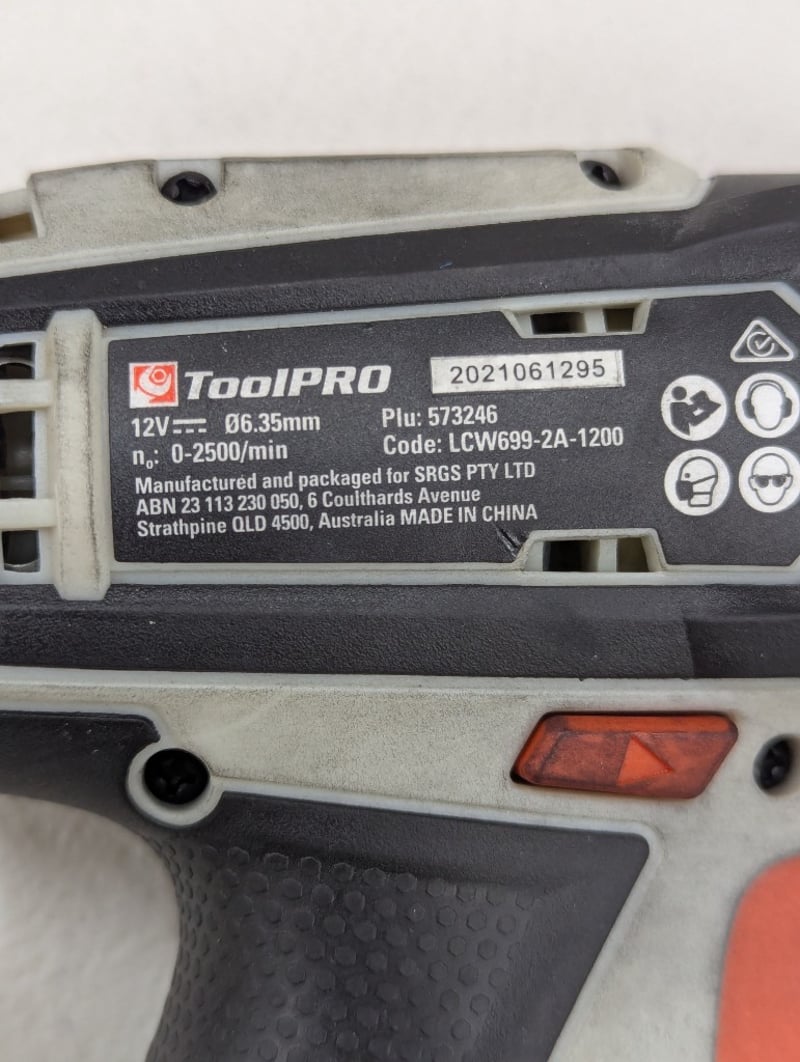 ToolPRO
2021061295
12V⎓ Ø6.35mm
Plu: 573246
n₀: 0-2500/min
Code: LCW699-2A-1200
Manufactured and packaged for SRGS PTY LTD
ABN 23 113 230 050, 6 Coulthards Avenue
Strathpine QLD 4500, Australia MADE IN CHINA